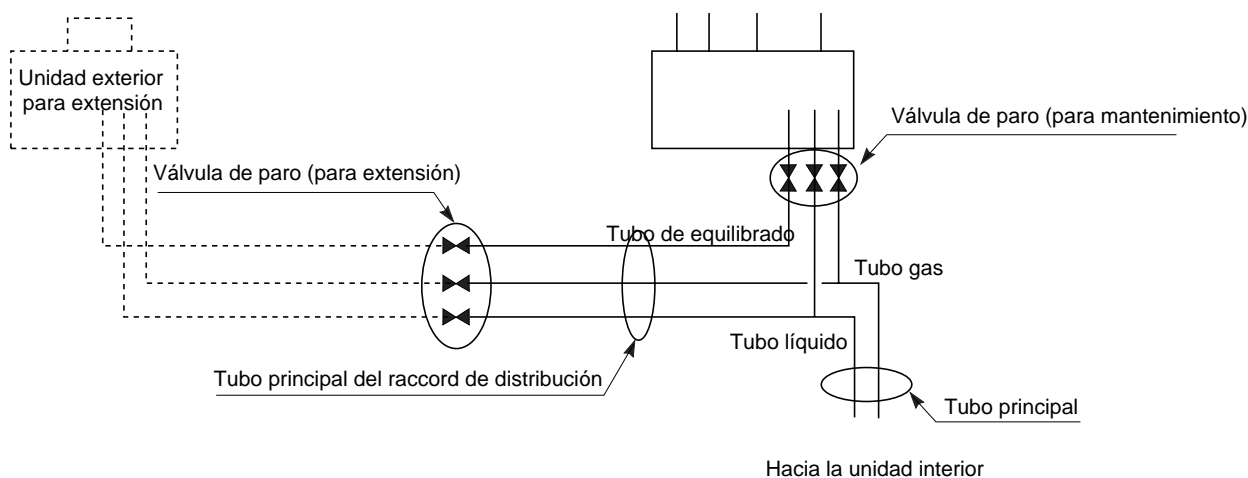 Unidad exterior
para extensión
Válvula de paro (para mantenimiento)
Válvula de paro (para extensión)
Tubo de equilibrado
Tubo gas
Tubo líquido
Tubo principal del raccord de distribución
Tubo principal
Hacia la unidad interior